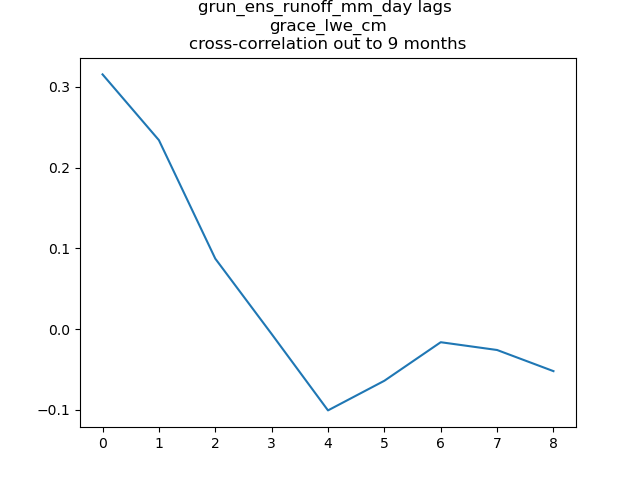 grun_ens_runoff_mm_day lags
grace_lwe_cm
cross-correlation out to 9 months
0.3
0.2
0.1
0.0
−0.1
0 1 2 3 4 5 6 7 8